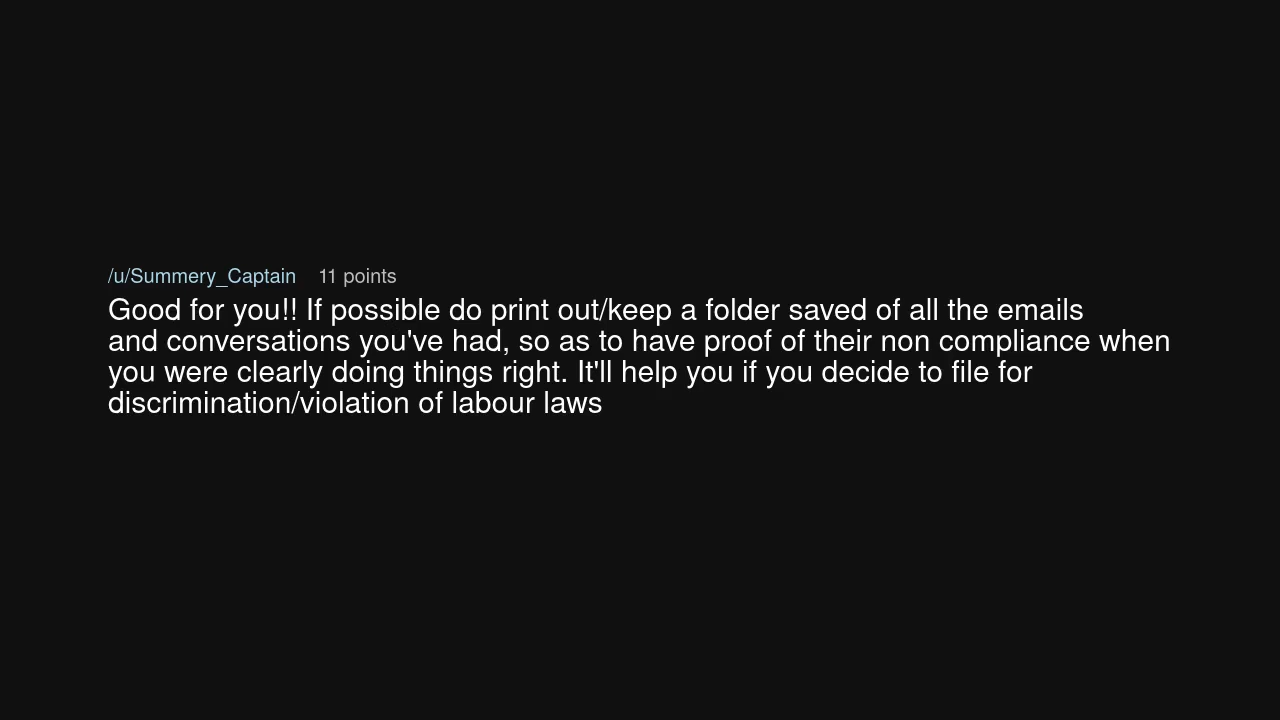 /u/Summery_Captain 11 points
Good for you!! If possible do print out/keep a folder saved of all the emails
and conversations you've had, so as to have proof of their non compliance when
you were clearly doing things right. It'll help you if you decide to file for
discrimination/violation of labour laws